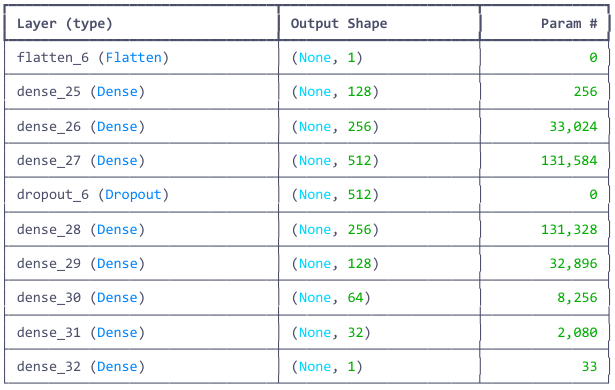 Layer (type) Output Shape Param #
flatten_6 (Flatten) (None, 1) 0
dense_25 (Dense) (None, 128) 256
dense_26 (Dense) (None, 256) 33,024
dense_27 (Dense) (None, 512) 131,584
dropout_6 (Dropout) (None, 512) 0
dense_28 (Dense) (None, 256) 131,328
dense_29 (Dense) (None, 128) 32,896
dense_30 (Dense) (None, 64) 8,256
dense_31 (Dense) (None, 32) 2,080
dense_32 (Dense) (None, 1) 33